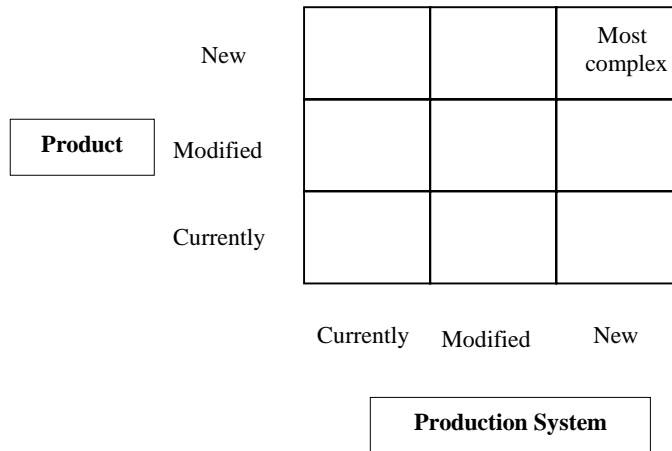 New
Most
complex
Product
Modified
Currently
Currently
Modified
New
Production System